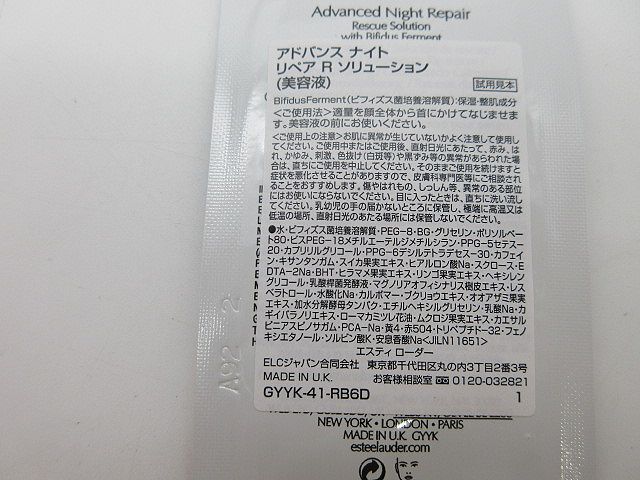 Advanced Night Repair
Rescue Solution
with Bifidus Ferment
アドバンス ナイト
リペア R ソリューション
(美容液)
試用見本
BifidusFerment(ビフィズス菌培養溶解質):保湿・整肌成分
<ご使用法>適量を顔全体から首にかけてなじませま
す。美容液の前にお使いください。
<ご使用上の注意>お肌に異常が生じていないかよく注意して使用し
てください。ご使用中またはご使用後、直射日光にあたって、赤み、は
れ、かゆみ、刺激、色抜け(白斑等)や黒ずみ等の異常があらわれた場
合は、直ちにご使用を中止してください。そのままご使用を続けますと
症状を悪化させることがありますので、皮膚科専門医等にご相談され
ることをおすすめします。傷やはれもの、しっしん等、異常のある部位
にはお使いにならないでください。目に入ったときは、直ちに洗い流し
てください。乳幼児の手の届かないところに保管し、極端に高温又は
低温の場所、直射日光のあたる場所には保管しないでください。
●水・ビフィズス菌培養溶解質・PEG-8・BG・グリセリン・ポリソルベ
ート80・ビスPEG-18メチルエーテルジメチルシラン・PPG-5セテス-
20・カプリリルグリコール・PPG-6デシルテトラデセス-30・カフェイ
ン・キサンタンガム・スイカ果実エキス・ヒアルロン酸Na・スクロース・E
DTA-2Na・BHT・ヒラマメ果実エキス・リンゴ果実エキス・ヘキシレン
グリコール・乳酸桿菌発酵液・マグノリアオフィシナリス樹皮エキス・レス
ベラトロール・水酸化Na・カルボマー・ブクリョウエキス・オオアザミ果実
エキス・加水分解酵母タンパク・エチルヘキシルグリセリン・乳酸Na・カ
ギイバラノリエキス・ローマカミツレ花油・ムクロジ果実エキス・カエサル
ピニアスピノサガム・PCA-Na・黄4・赤504・トリペプチド-32・フェノ
キシエタノール・ソルビン酸K・安息香酸Na<JILN11651>
エスティ ローダー
ELCジャパン合同会社 東京都千代田区丸の内3丁目2番3号
MADE IN U.K. お客様相談室 0120-032821
GYYK-41-RB6D 1
NEW YORK • LONDON • PARIS
MADE IN U.K. GYYK
esteelauder.com
A92 2